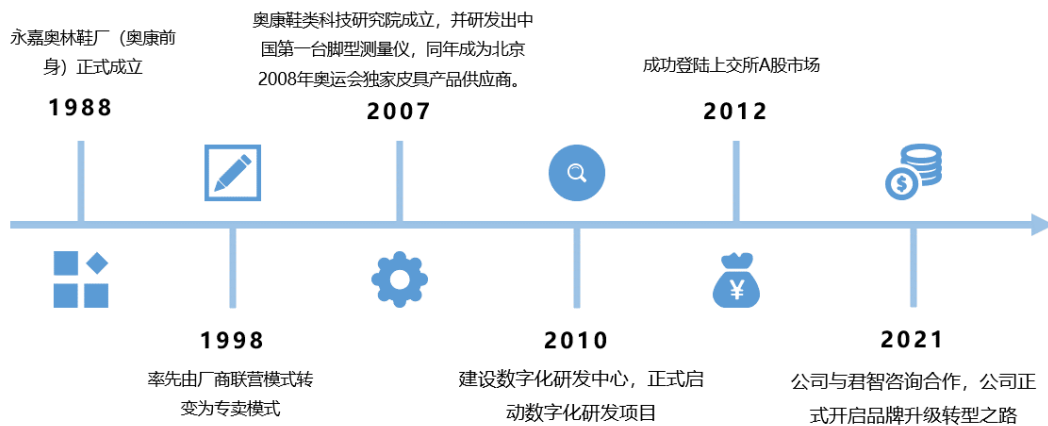 永嘉奥林鞋厂（奥康前
身）正式成立
1988
奥康鞋类科技研究院成立，并研发出中
国第一台脚型测量仪，同年成为北京
2008年奥运会独家皮具产品供应商。
2007
成功登陆上交所A股市场
2012
1998
率先由厂商联营模式转
变为专卖模式
2010
建设数字化研发中心，正式启
动数字化研发项目
2021
公司与君智咨询合作，公司正
式开启品牌升级转型之路
$
¥